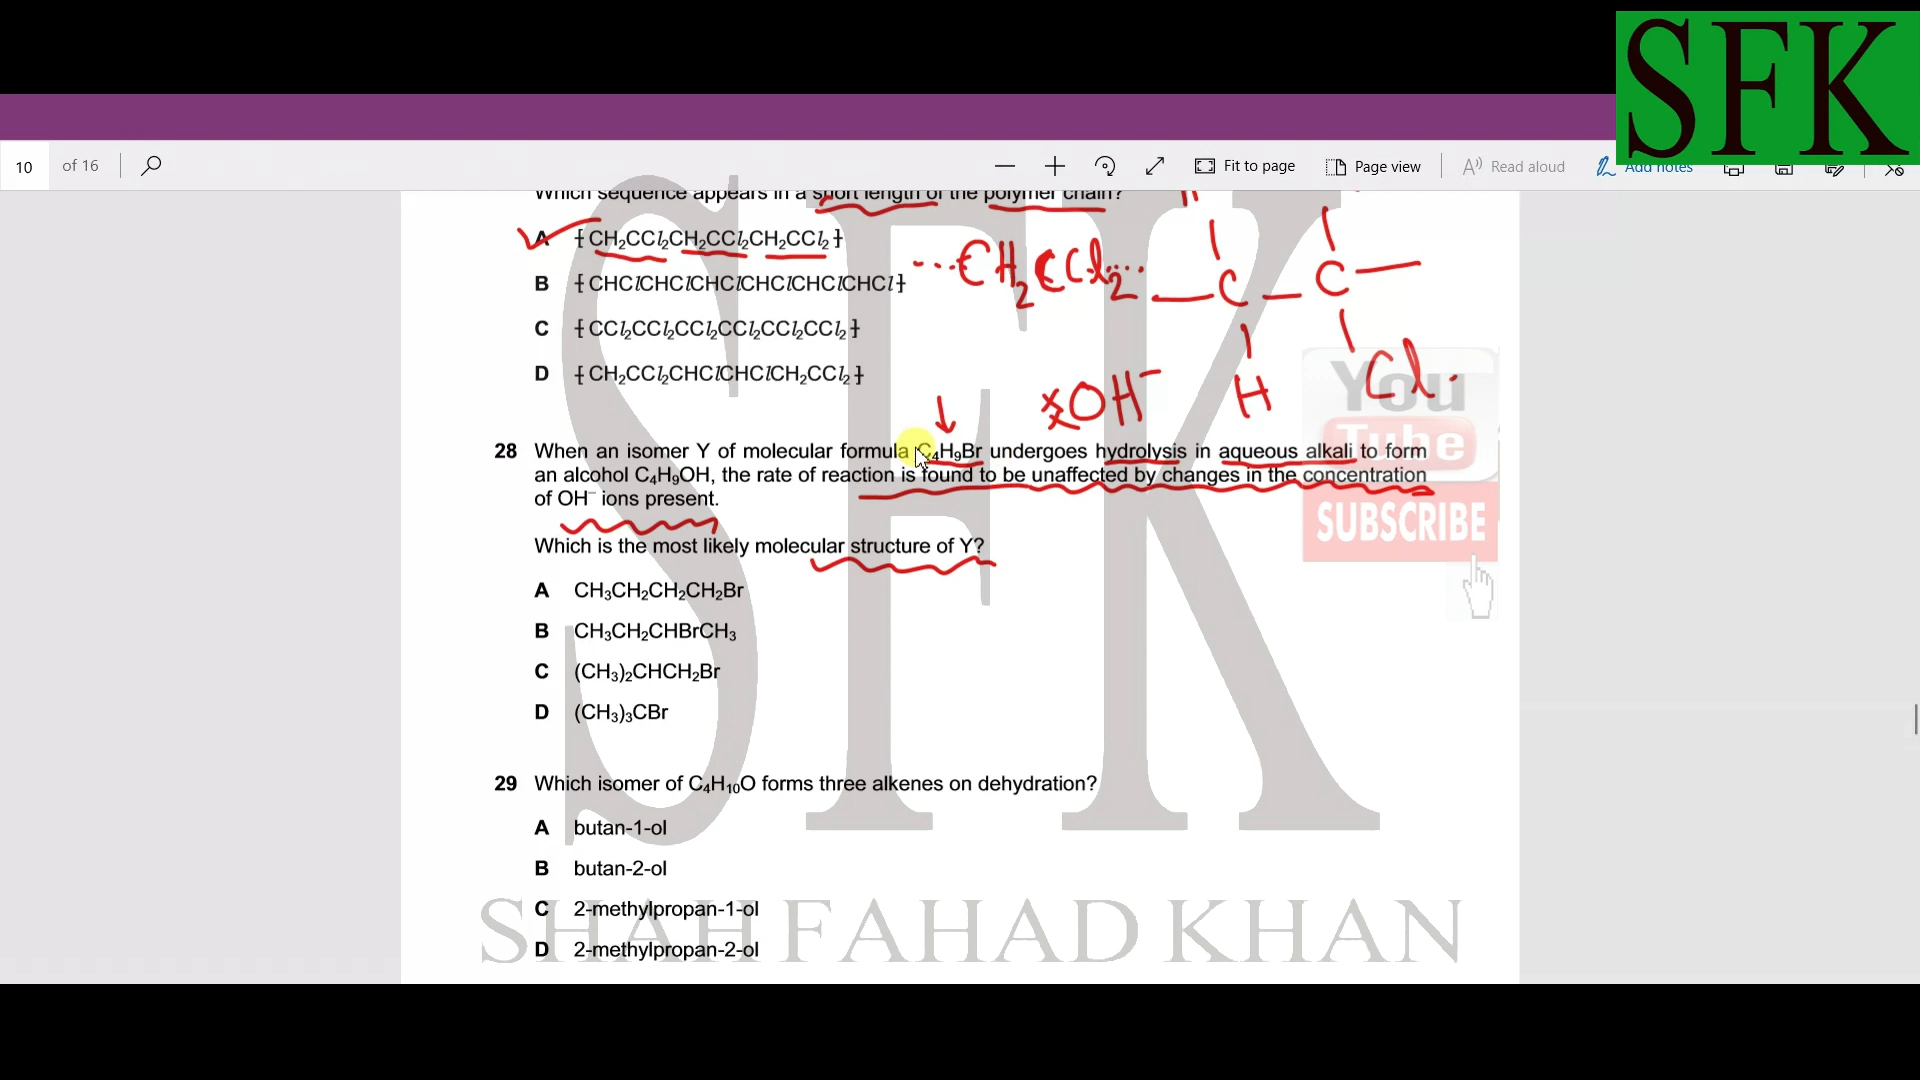 SFK
10 of 16 Fit to page Page view Read aloud Add notes
Which sequence appears in a short length of the polymer chain?
A ⁅CH₂CCl₂CH₂CCl₂CH₂CCl₂⁆
...CH₂CCl₂...
C C
B ⁅CHClCHClCHClCHClCHClCHCl⁆
C ⁅CCl₂CCl₂CCl₂CCl₂CCl₂CCl₂⁆
D ⁅CH₂CCl₂CHClCHClCH₂CCl₂⁆
OH⁻ H Cl
28 When an isomer Y of molecular formula C₄H₉Br undergoes hydrolysis in aqueous alkali to form
an alcohol C₄H₉OH, the rate of reaction is found to be unaffected by changes in the concentration
of OH⁻ ions present.
Which is the most likely molecular structure of Y?
A CH₃CH₂CH₂CH₂Br
B CH₃CH₂CHBrCH₃
C (CH₃)₂CHCH₂Br
D (CH₃)₃CBr
You
Tube
SUBSCRIBE
29 Which isomer of C₄H₁₀O forms three alkenes on dehydration?
A butan-1-ol
B butan-2-ol
C 2-methylpropan-1-ol
D 2-methylpropan-2-ol
SFK
SHAH FAHAD KHAN